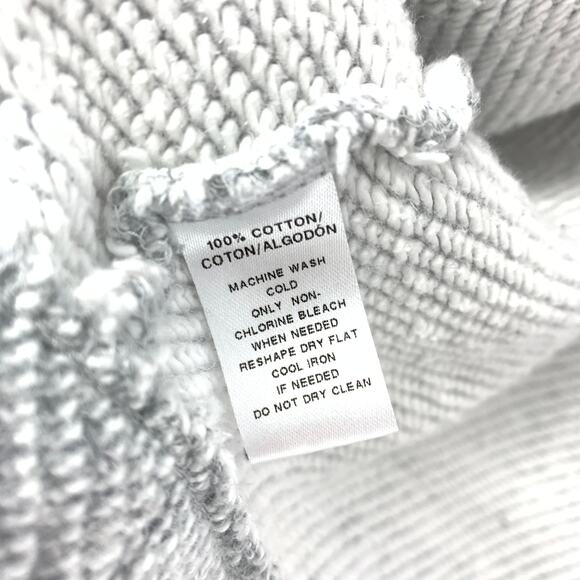 100% COTTON/
COTON/ALGODÓN
MACHINE WASH
COLD
ONLY NON-
CHLORINE BLEACH
WHEN NEEDED
RESHAPE DRY FLAT
COOL IRON
IF NEEDED
DO NOT DRY CLEAN